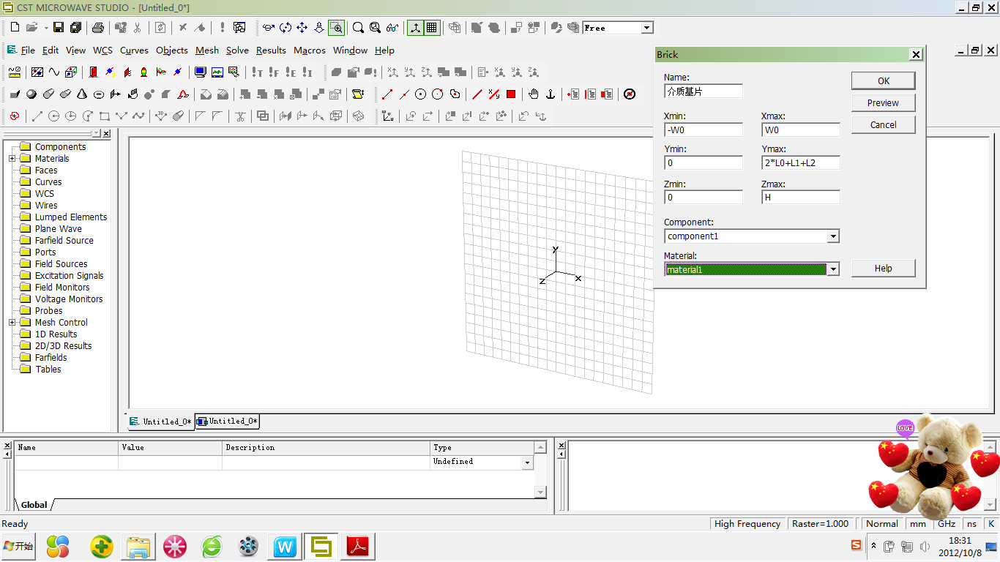 CST MICROWAVE STUDIO - [Untitled_0*]
Free
File Edit View WCS Curves Objects Mesh Solve Results Macros Window Help
Brick
Name:
介质基片
OK
Preview
Cancel
Xmin: Xmax:
-W0 W0
Ymin: Ymax:
0 2*L0+L1+L2
Zmin: Zmax:
0 H
Component:
component1
Material:
material1
Help
Components
Materials
Faces
Curves
WCS
Wires
Lumped Elements
Plane Wave
Farfield Source
Ports
Field Sources
Excitation Signals
Field Monitors
Voltage Monitors
Probes
Mesh Control
1D Results
2D/3D Results
Farfields
Tables
y
z x
Untitled_0* Untitled_0*
Name Value Description Type
Undefined
Global
LOVE
Ready High Frequency Raster=1.000 Normal mm GHz ns K
开始
18:31
2012/10/8